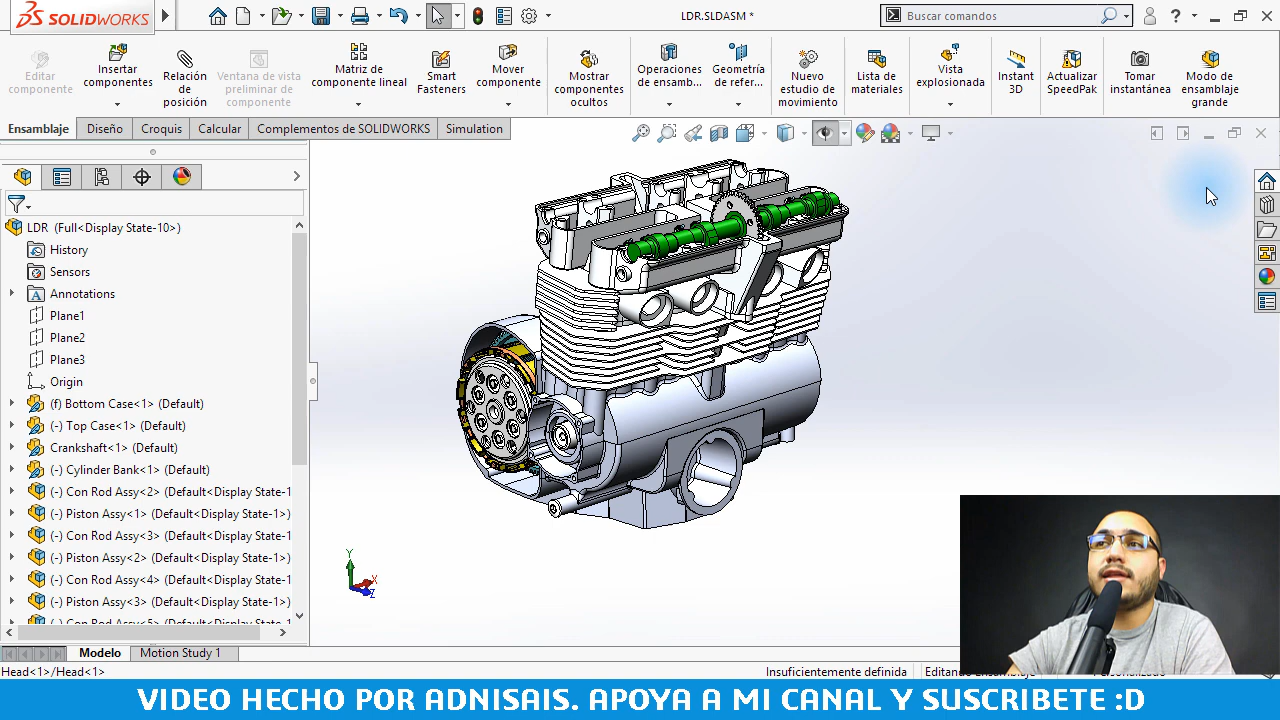 SOLIDWORKS
LDR.SLDASM *
Buscar comandos
Editar componente
Insertar componentes
Relación de posición
Ventana de vista preliminar de componente
Matriz de componente lineal
Smart Fasteners
Mover componente
Mostrar componentes ocultos
Operaciones de ensamb...
Geometría de refer...
Nuevo estudio de movimiento
Lista de materiales
Vista explosionada
Instant 3D
Actualizar SpeedPak
Tomar instantánea
Modo de ensamblaje grande
Ensamblaje Diseño Croquis Calcular Complementos de SOLIDWORKS Simulation
LDR (Full<Display State-10>)
History
Sensors
Annotations
Plane1
Plane2
Plane3
Origin
(f) Bottom Case<1> (Default)
(-) Top Case<1> (Default)
Crankshaft<1> (Default)
(-) Cylinder Bank<1> (Default)
(-) Con Rod Assy<2> (Default<Display State-1
(-) Piston Assy<1> (Default<Display State-1>)
(-) Con Rod Assy<3> (Default<Display State-1
(-) Piston Assy<2> (Default<Display State-1>)
(-) Con Rod Assy<4> (Default<Display State-1
(-) Piston Assy<3> (Default<Display State-1>)
Y
X
Z
Modelo Motion Study 1
Head<1>/Head<1>
Insuficientemente definida
VIDEO HECHO POR ADNISAIS. APOYA A MI CANAL Y SUSCRIBETE :D